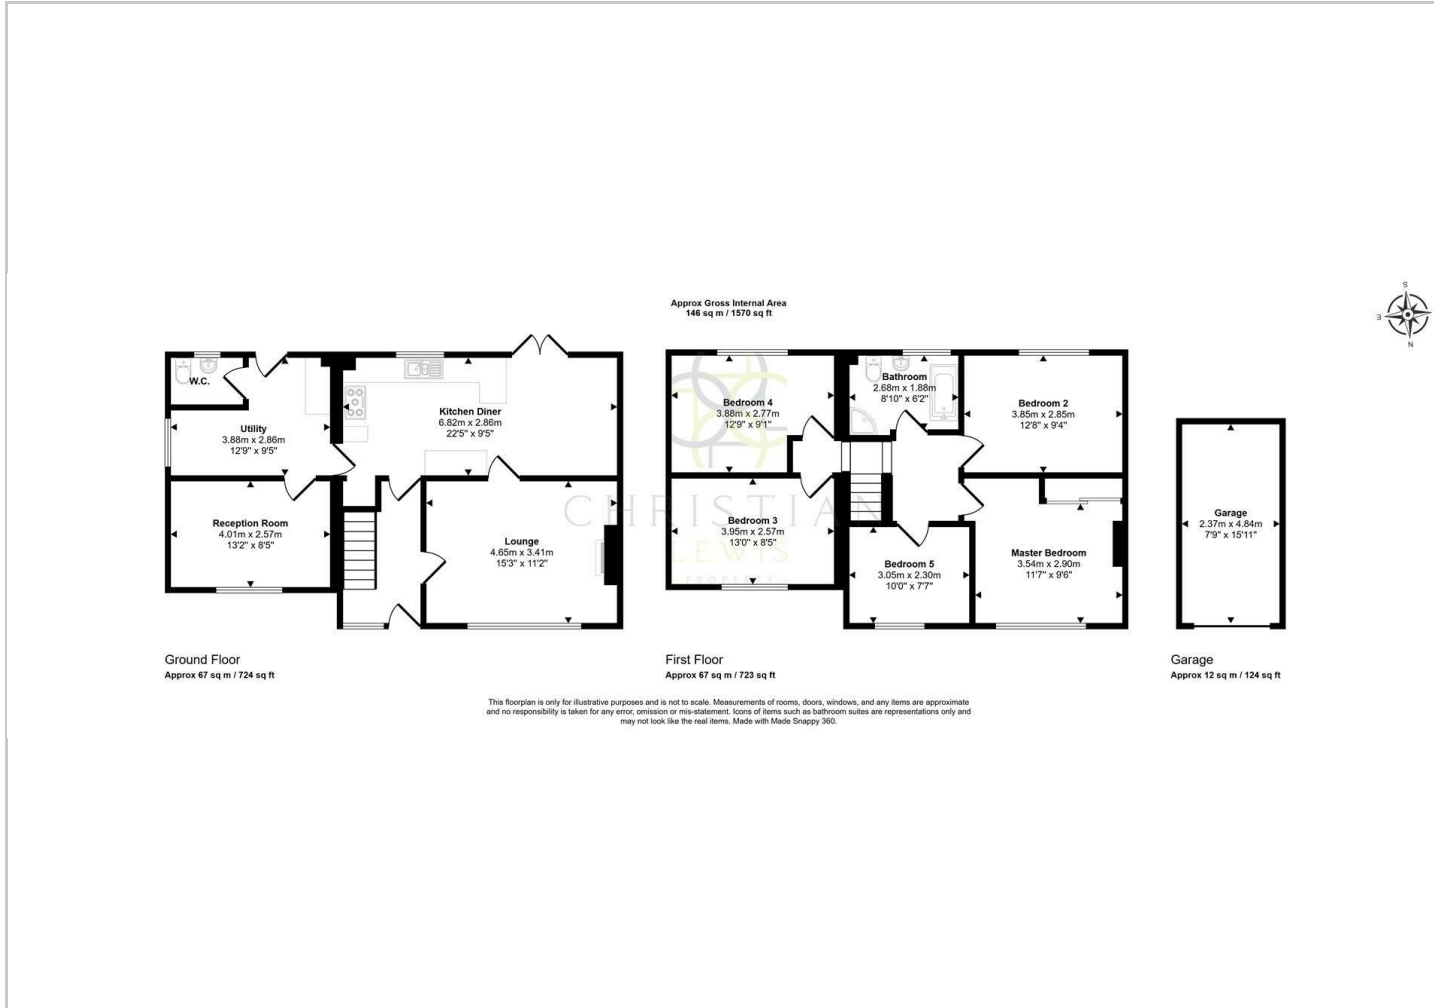 Approx Gross Internal Area
146 sq m / 1570 sq ft
S
E
N
W.C.
Utility
3.88m x 2.86m
12'9" x 9'5"
Kitchen Diner
6.82m x 2.86m
22'5" x 9'5"
Reception Room
4.01m x 2.57m
13'2" x 8'5"
Lounge
4.65m x 3.41m
15'3" x 11'2"
Bedroom 4
3.88m x 2.77m
12'9" x 9'1"
Bathroom
2.68m x 1.88m
8'10" x 6'2"
Bedroom 2
3.85m x 2.85m
12'8" x 9'4"
Bedroom 3
3.95m x 2.57m
13'0" x 8'5"
Bedroom 5
3.05m x 2.30m
10'0" x 7'7"
Master Bedroom
3.54m x 2.90m
11'7" x 9'6"
Garage
2.37m x 4.84m
7'9" x 15'11"
CHRISTIAN
LEWIS
PROPERTY
Ground Floor
Approx 67 sq m / 724 sq ft
First Floor
Approx 67 sq m / 723 sq ft
Garage
Approx 12 sq m / 124 sq ft
This floorplan is only for illustrative purposes and is not to scale. Measurements of rooms, doors, windows, and any items are approximate
and no responsibility is taken for any error, omission or mis-statement. Icons of items such as bathroom suites are representations only and
may not look like the real items. Made with Made Snappy 360.